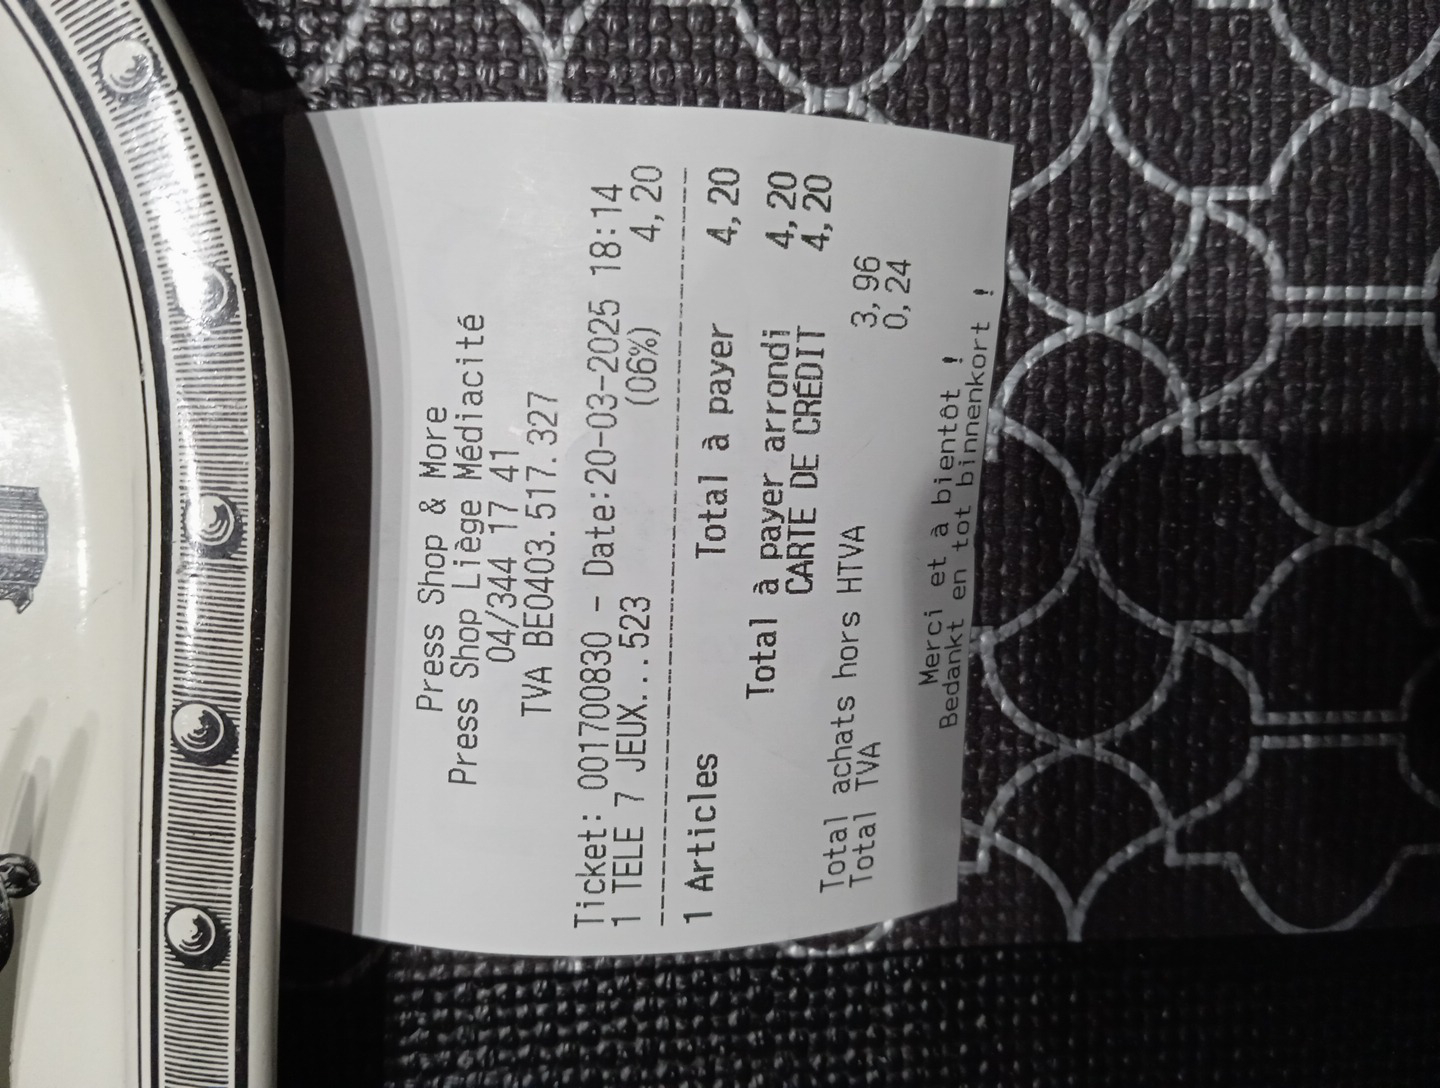 Press Shop & More
Press Shop Liège Médiacité
04/344 17 41
TVA BE0403.517.327
Ticket: 001700830 - Date:20-03-2025 18:14
1 TELE 7 JEUX...523 (06%) 4,20
1 Articles Total à payer 4,20
Total à payer arrondi 4,20
CARTE DE CRÉDIT 4,20
Total achats hors HTVA 3,96
Total TVA 0,24
Merci et à bientôt !
Bedankt en tot binnenkort !